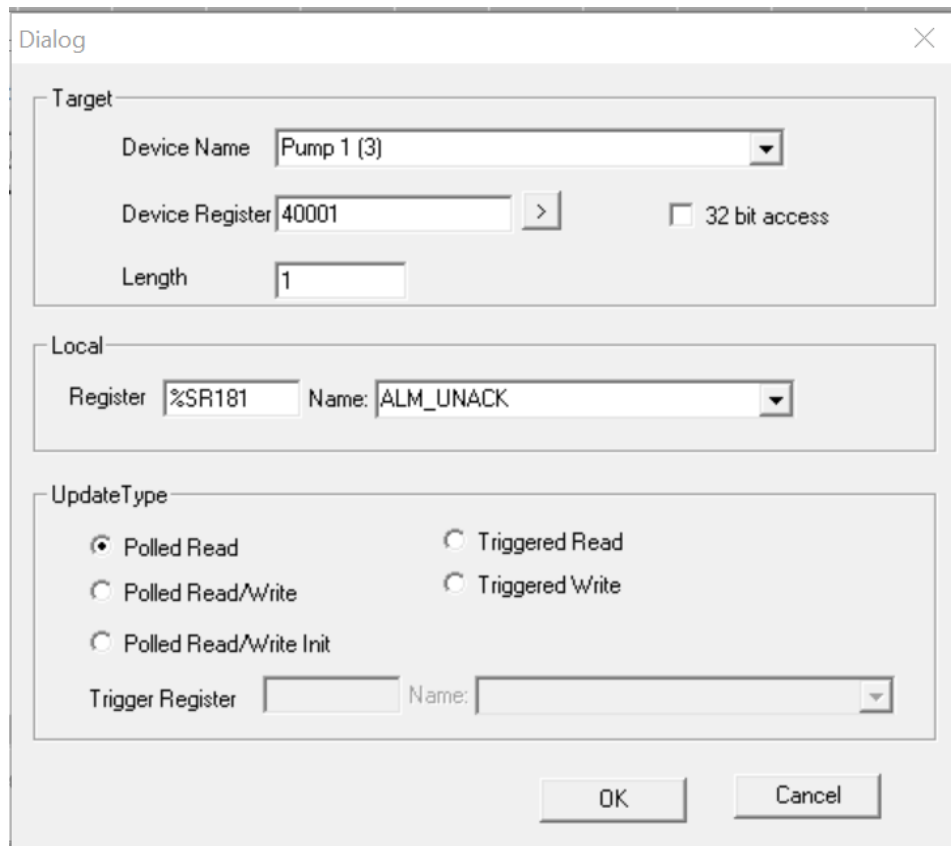 Dialog
Target
Device Name Pump 1 (3)
Device Register 40001 > 32 bit access
Length 1
Local
Register %SR181 Name: ALM_UNACK
UpdateType
Polled Read Triggered Read
Polled Read/Write Triggered Write
Polled Read/Write Init
Trigger Register Name:
OK Cancel